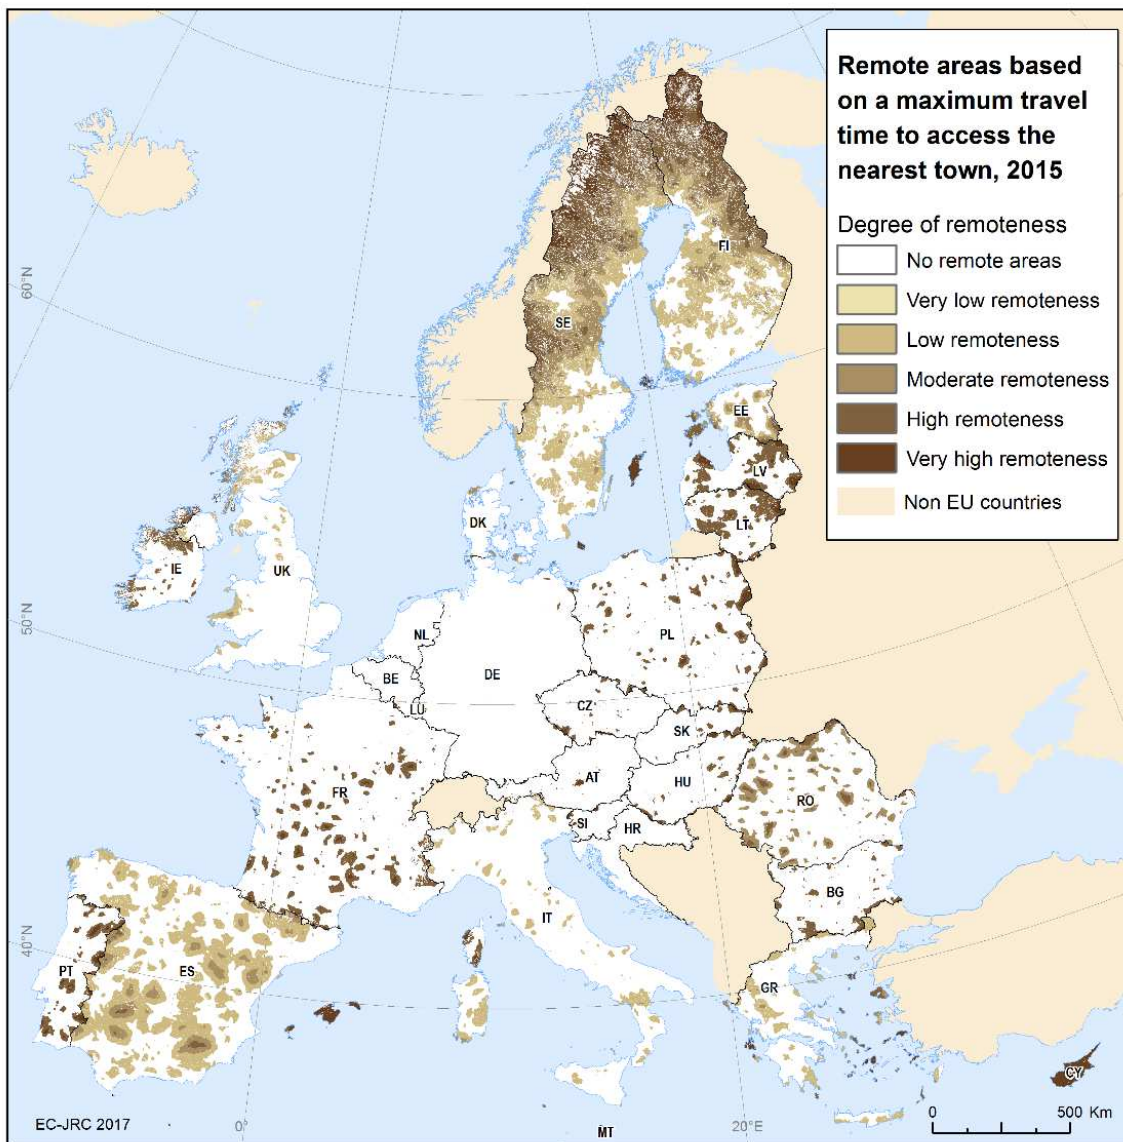 Remote areas based
on a maximum travel
time to access the
nearest town, 2015
Degree of remoteness
No remote areas
Very low remoteness
Low remoteness
Moderate remoteness
High remoteness
Very high remoteness
Non EU countries
60°N
FI
SE
EE
LV
DK
LT
IE
UK
50°N
NL
PL
BE
DE
LU
CZ
SK
AT
HU
FR
RO
SI
HR
BG
IT
40°N
PT
ES
GR
CY
EC-JRC 2017
0°
MT
20°E
0
500 Km